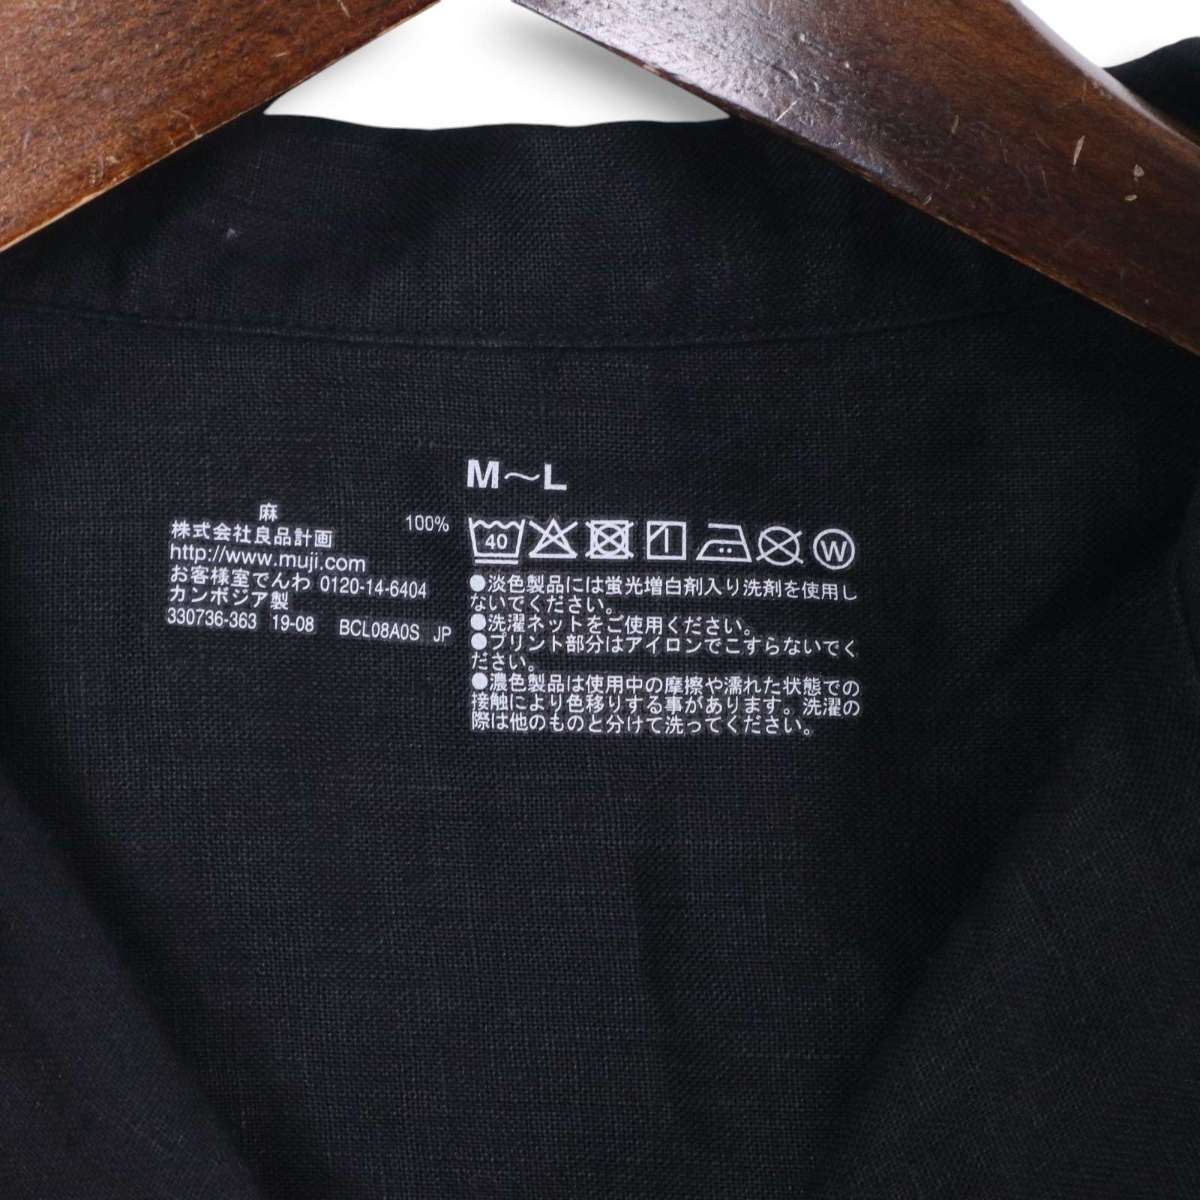 M～L
麻 100%
株式会社良品計画
http://www.muji.com
お客様室でんわ 0120-14-6404
カンボジア製
330736-363 19-08 BCL08A0S JP
40
W
●淡色製品には蛍光増白剤入り洗剤を使用し
ないでください。
●洗濯ネットをご使用ください。
●プリント部分はアイロンでこすらないでく
ださい。
●濃色製品は使用中の摩擦や濡れた状態での
接触により色移りする事があります。洗濯の
際は他のものと分けて洗ってください。